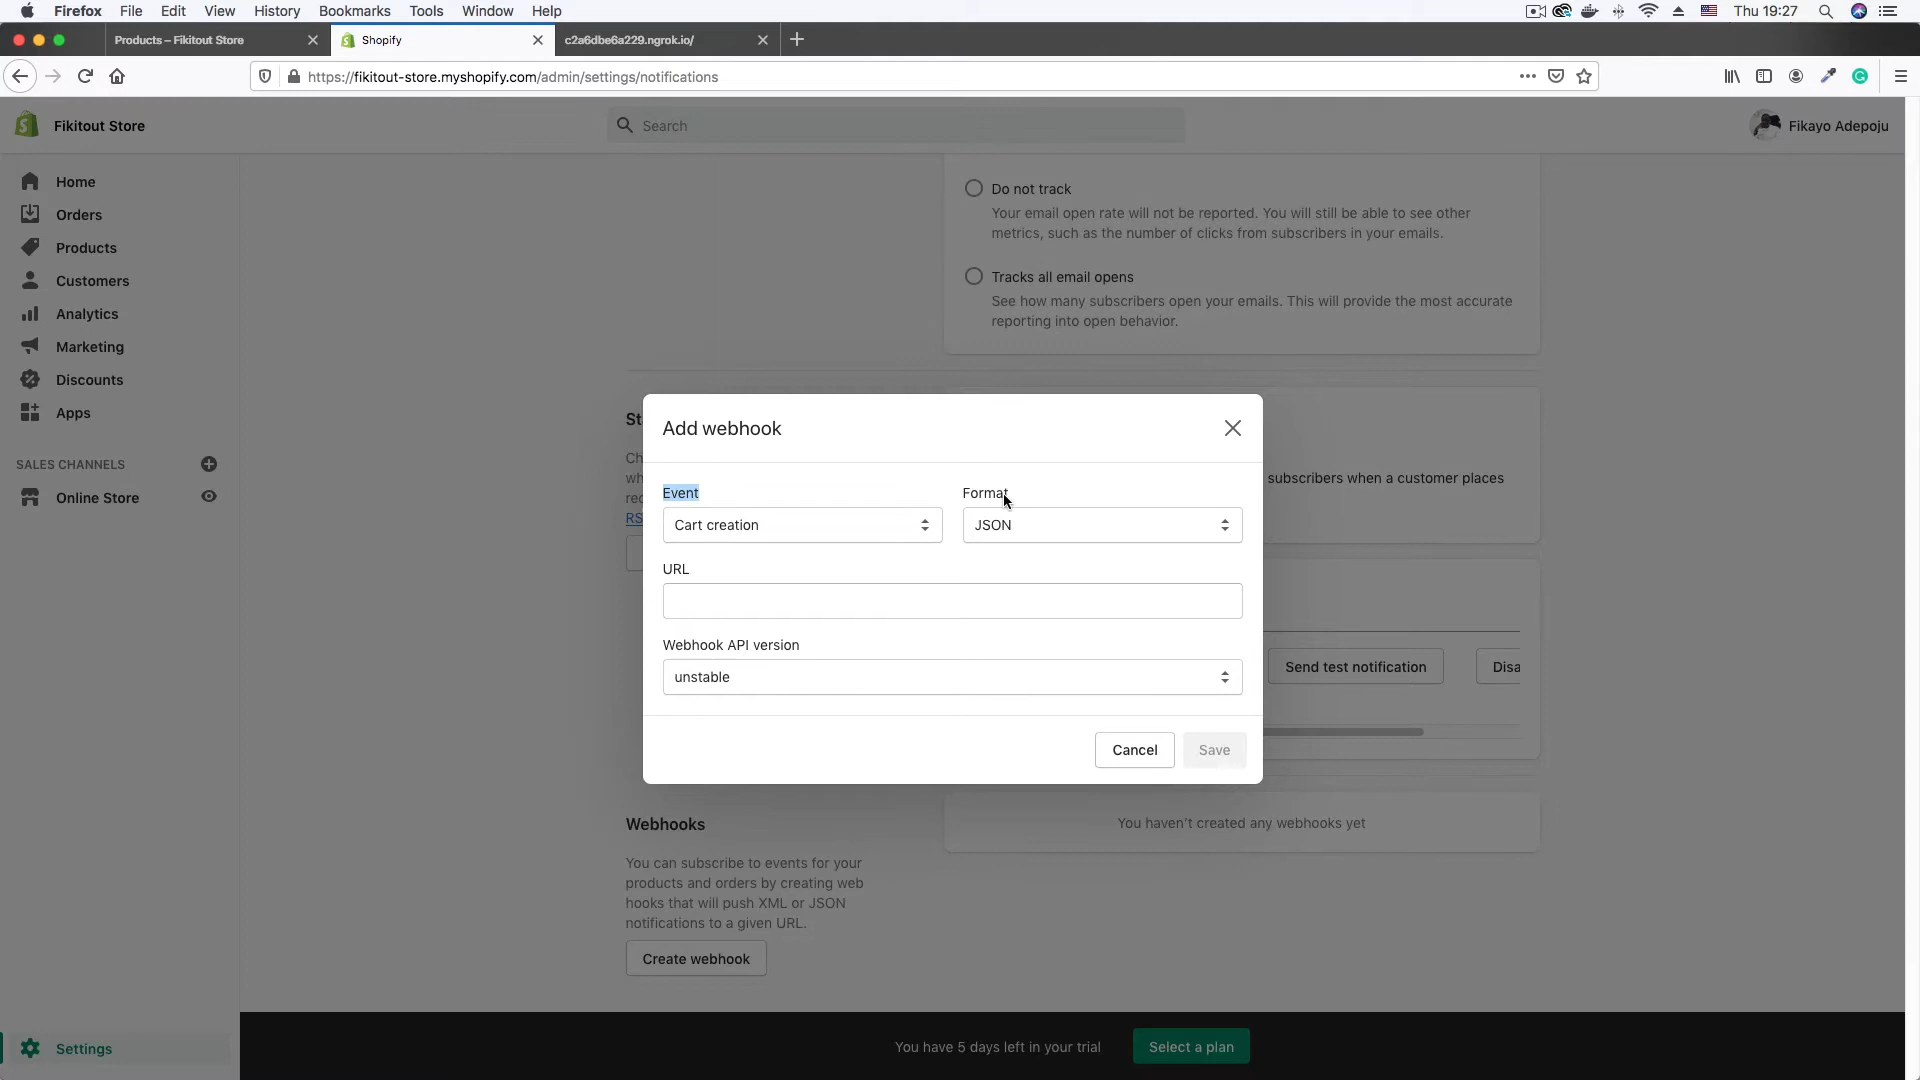 Firefox File Edit View History Bookmarks Tools Window Help Thu 19:27
Products – Fikitout Store Shopify c2a6dbe6a229.ngrok.io/
https://fikitout-store.myshopify.com/admin/settings/notifications
Fikitout Store Search Fikayo Adepoju
Home
Orders
Products
Customers
Analytics
Marketing
Discounts
Apps
SALES CHANNELS
Online Store
Settings
Do not track
Your email open rate will not be reported. You will still be able to see other
metrics, such as the number of clicks from subscribers in your emails.
Tracks all email opens
See how many subscribers open your emails. This will provide the most accurate
reporting into open behavior.
St
Ch
wh
rec
RS
subscribers when a customer places
Send test notification Disa
Add webhook
Event Format
Cart creation JSON
URL
Webhook API version
unstable
Cancel Save
Webhooks
You can subscribe to events for your
products and orders by creating web
hooks that will push XML or JSON
notifications to a given URL.
Create webhook
You haven't created any webhooks yet
You have 5 days left in your trial Select a plan